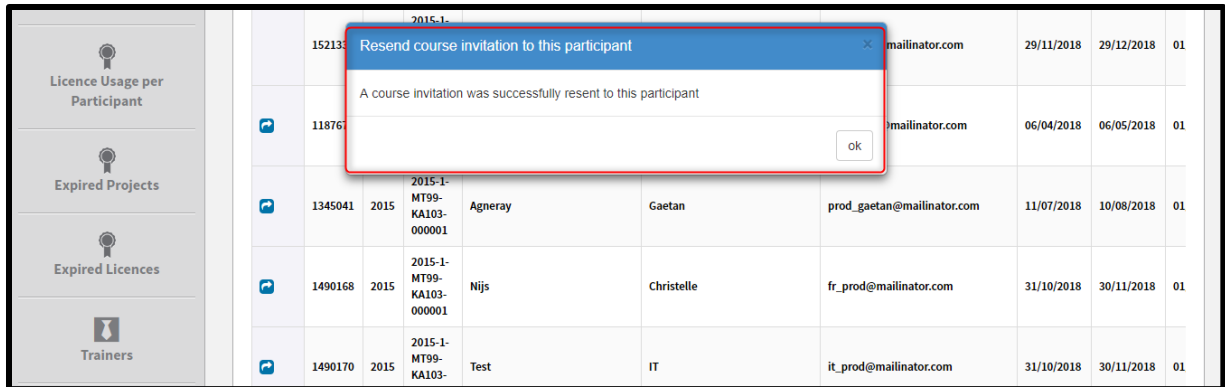 Licence Usage per
Participant
Expired Projects
Expired Licences
Trainers
2015-1-
15213
mailinator.com
29/11/2018
29/12/2018
01
Resend course invitation to this participant
×
A course invitation was successfully resent to this participant
ok
11876
mailinator.com
06/04/2018
06/05/2018
01
1345041
2015
2015-1-
MT99-
KA103-
000001
Agneray
Gaetan
prod_gaetan@mailinator.com
11/07/2018
10/08/2018
01
1490168
2015
2015-1-
MT99-
KA103-
000001
Nijs
Christelle
fr_prod@mailinator.com
31/10/2018
30/11/2018
01
1490170
2015
2015-1-
MT99-
KA103-
Test
IT
it_prod@mailinator.com
31/10/2018
30/11/2018
01